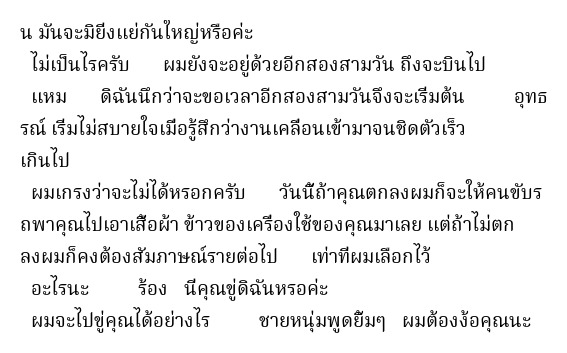 น มันจะมิยิ่งแย่กันใหญ่หรือค่ะ
ไม่เป็นไรครับ ผมยังจะอยู่ด้วยอีกสองสามวัน ถึงจะบินไป
แหม ดิฉันนึกว่าจะขอเวลาอีกสองสามวันจึงจะเริ่มต้น อุทธ
รณ์ เริ่มไม่สบายใจเมื่อรู้สึกว่างานเคลื่อนเข้ามาจนชิดตัวเร็ว
เกินไป
ผมเกรงว่าจะไม่ได้หรอกครับ วันนี้ถ้าคุณตกลงผมก็จะให้คนขับร
ถพาคุณไปเอาเสื้อผ้า ข้าวของเครื่องใช้ของคุณมาเลย แต่ถ้าไม่ตก
ลงผมก็คงต้องสัมภาษณ์รายต่อไป เท่าที่ผมเลือกไว้
อะไรนะ ร้อง นี่คุณขู่ดิฉันหรอค่ะ
ผมจะไปขู่คุณได้อย่างไร ชายหนุ่มพูดยิ้มๆ ผมต้องง้อคุณนะ